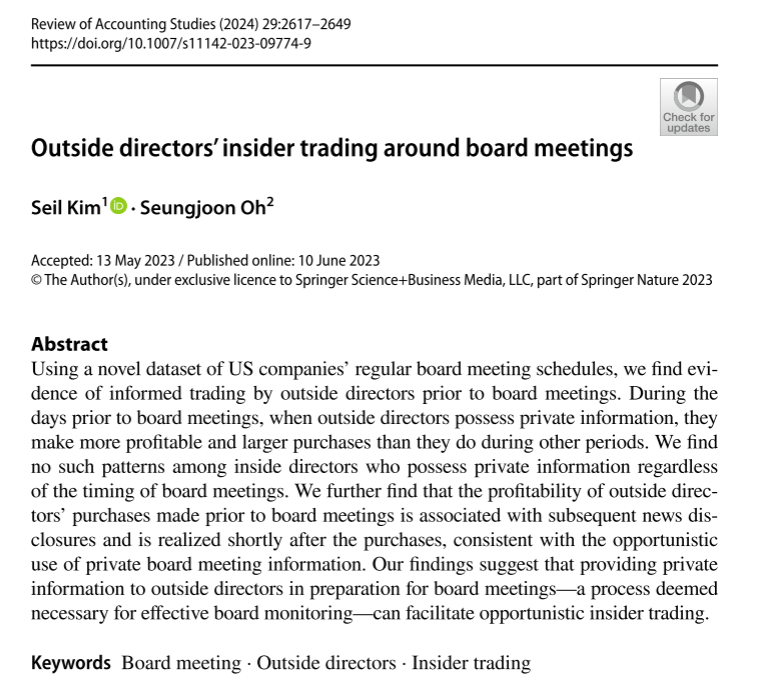 Review of Accounting Studies (2024) 29:2617–2649
https://doi.org/10.1007/s11142-023-09774-9
Check for
updates
Outside directors' insider trading around board meetings
Seil Kim1 iD · Seungjoon Oh2
Accepted: 13 May 2023 / Published online: 10 June 2023
© The Author(s), under exclusive licence to Springer Science+Business Media, LLC, part of Springer Nature 2023
Abstract
Using a novel dataset of US companies' regular board meeting schedules, we find evi-
dence of informed trading by outside directors prior to board meetings. During the
days prior to board meetings, when outside directors possess private information, they
make more profitable and larger purchases than they do during other periods. We find
no such patterns among inside directors who possess private information regardless
of the timing of board meetings. We further find that the profitability of outside direc-
tors' purchases made prior to board meetings is associated with subsequent news dis-
closures and is realized shortly after the purchases, consistent with the opportunistic
use of private board meeting information. Our findings suggest that providing private
information to outside directors in preparation for board meetings—a process deemed
necessary for effective board monitoring—can facilitate opportunistic insider trading.
Keywords Board meeting · Outside directors · Insider trading